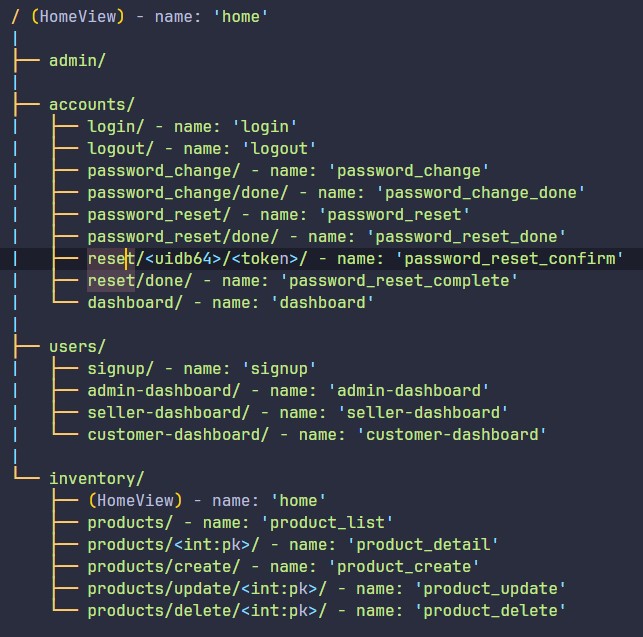 / (HomeView) - name: 'home'
|
├── admin/
|
├── accounts/
|   ├── login/ - name: 'login'
|   ├── logout/ - name: 'logout'
|   ├── password_change/ - name: 'password_change'
|   ├── password_change/done/ - name: 'password_change_done'
|   ├── password_reset/ - name: 'password_reset'
|   ├── password_reset/done/ - name: 'password_reset_done'
|   ├── reset/<uidb64>/<token>/ - name: 'password_reset_confirm'
|   ├── reset/done/ - name: 'password_reset_complete'
|   └── dashboard/ - name: 'dashboard'
|
├── users/
|   ├── signup/ - name: 'signup'
|   ├── admin-dashboard/ - name: 'admin-dashboard'
|   ├── seller-dashboard/ - name: 'seller-dashboard'
|   └── customer-dashboard/ - name: 'customer-dashboard'
|
└── inventory/
    ├── (HomeView) - name: 'home'
    ├── products/ - name: 'product_list'
    ├── products/<int:pk>/ - name: 'product_detail'
    ├── products/create/ - name: 'product_create'
    ├── products/update/<int:pk>/ - name: 'product_update'
    └── products/delete/<int:pk>/ - name: 'product_delete'